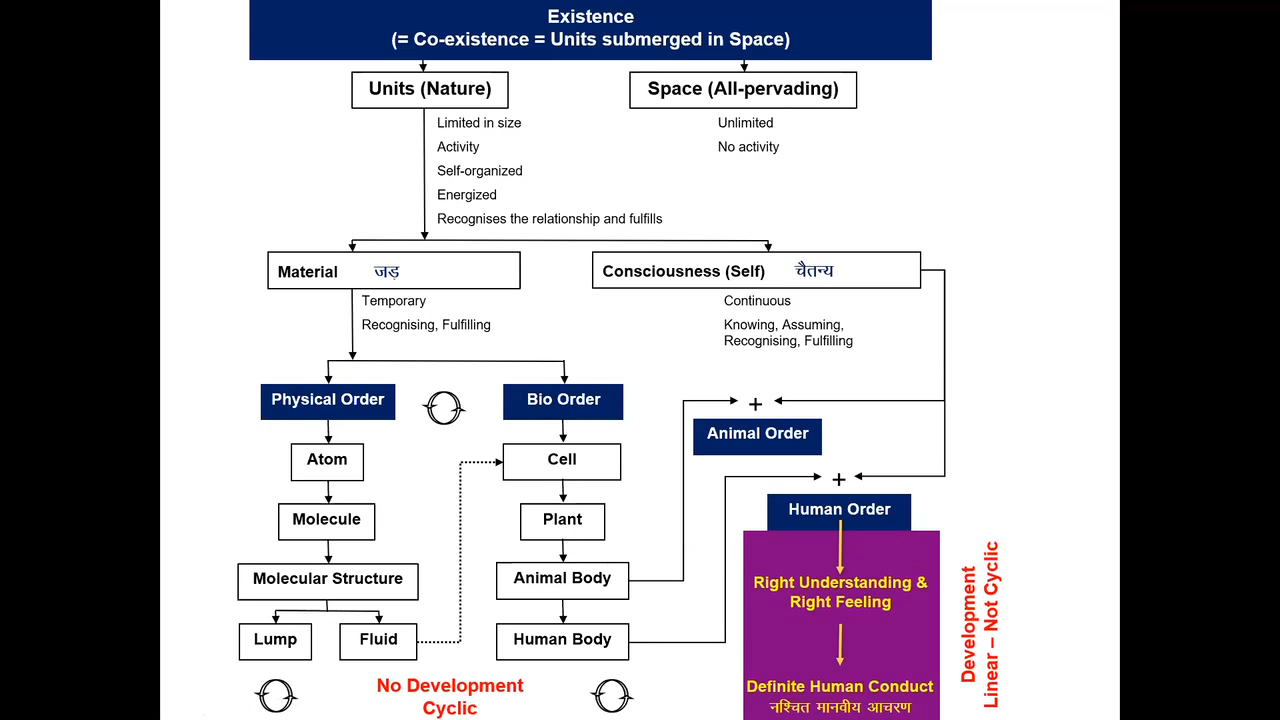 Existence
(= Co-existence = Units submerged in Space)
Units (Nature)
Space (All-pervading)
Limited in size
Activity
Self-organized
Energized
Recognises the relationship and fulfills
Unlimited
No activity
Material जड़
Consciousness (Self) चैतन्य
Temporary
Recognising, Fulfilling
Continuous
Knowing, Assuming,
Recognising, Fulfilling
Physical Order
Bio Order
Animal Order
Atom
Cell
Molecule
Plant
Human Order
Molecular Structure
Animal Body
Right Understanding &
Right Feeling
Lump
Fluid
Human Body
No Development
Cyclic
Definite Human Conduct
नश्चित मानवीय आचरण
Development
Linear – Not Cyclic